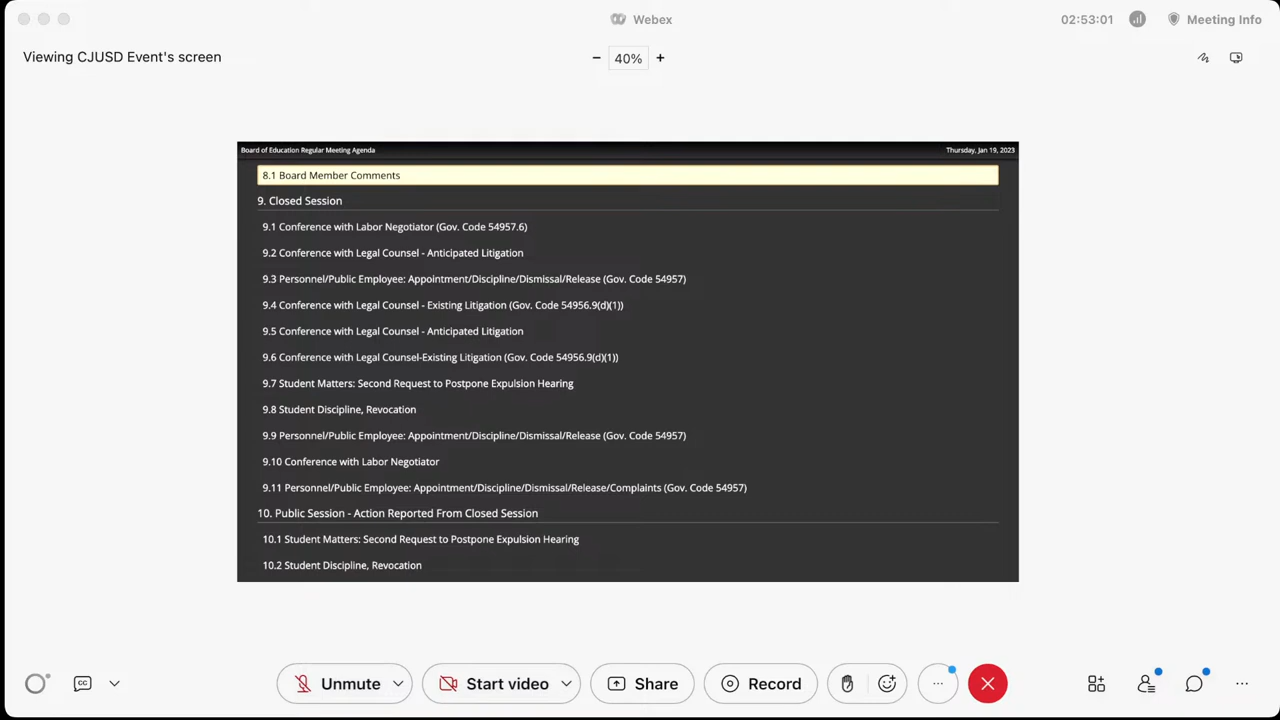 Webex
02:53:01
Meeting Info
Viewing CJUSD Event's screen
− 40% +
Board of Education Regular Meeting Agenda
Thursday, Jan 19, 2023
8.1 Board Member Comments
9. Closed Session
9.1 Conference with Labor Negotiator (Gov. Code 54957.6)
9.2 Conference with Legal Counsel - Anticipated Litigation
9.3 Personnel/Public Employee: Appointment/Discipline/Dismissal/Release (Gov. Code 54957)
9.4 Conference with Legal Counsel - Existing Litigation (Gov. Code 54956.9(d)(1))
9.5 Conference with Legal Counsel - Anticipated Litigation
9.6 Conference with Legal Counsel-Existing Litigation (Gov. Code 54956.9(d)(1))
9.7 Student Matters: Second Request to Postpone Expulsion Hearing
9.8 Student Discipline, Revocation
9.9 Personnel/Public Employee: Appointment/Discipline/Dismissal/Release (Gov. Code 54957)
9.10 Conference with Labor Negotiator
9.11 Personnel/Public Employee: Appointment/Discipline/Dismissal/Release/Complaints (Gov. Code 54957)
10. Public Session - Action Reported From Closed Session
10.1 Student Matters: Second Request to Postpone Expulsion Hearing
10.2 Student Discipline, Revocation
CC
Unmute
Start video
Share
Record